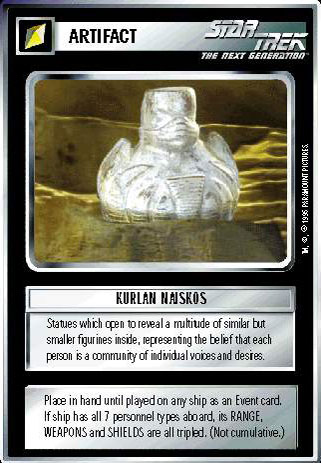 ARTIFACT
STAR TREK
THE NEXT GENERATION
TM, ©, © 1995 PARAMOUNT PICTURES.
KURLAN NAISKOS
Statues which open to reveal a multitude of similar but
smaller figurines inside, representing the belief that each
person is a community of individual voices and desires.
Place in hand until played on any ship as an Event card.
If ship has all 7 personnel types aboard, its RANGE,
WEAPONS and SHIELDS are all tripled. (Not cumulative.)